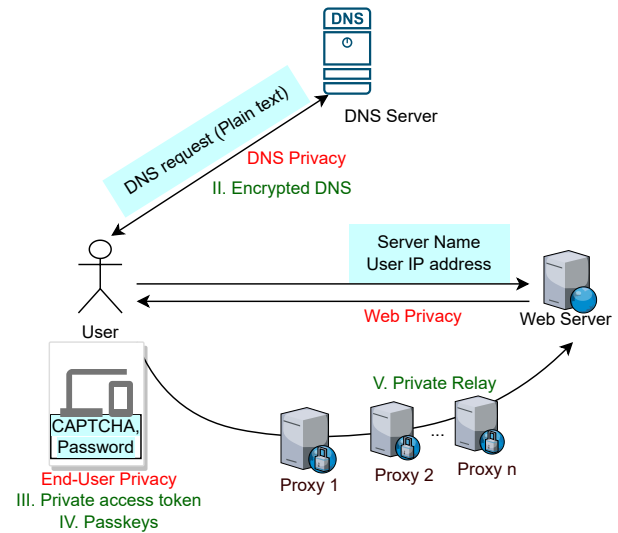 DNS
DNS Server
DNS request (Plain text)
DNS Privacy
II. Encrypted DNS
Server Name
User IP address
User
Web Privacy
Web Server
CAPTCHA,
Password
V. Private Relay
...
Proxy 1
Proxy 2
Proxy n
End-User Privacy
III. Private access token
IV. Passkeys